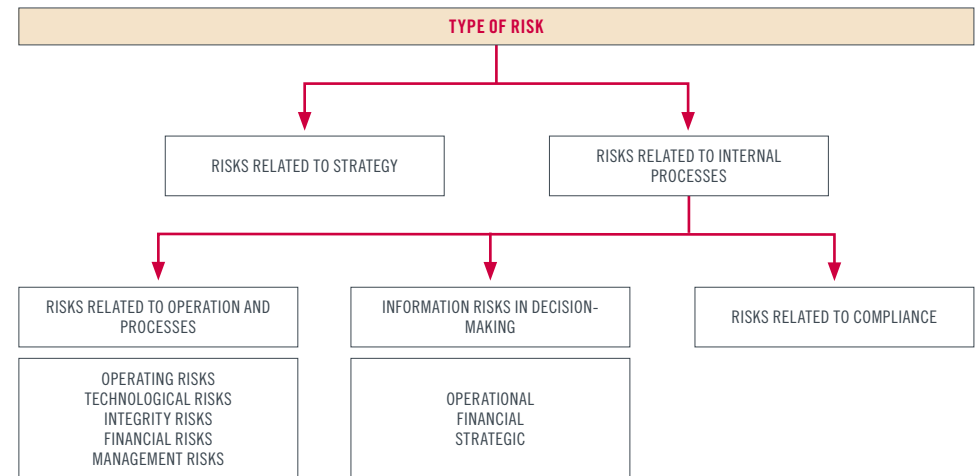 TYPE OF RISK
RISKS RELATED TO STRATEGY
RISKS RELATED TO INTERNAL
PROCESSES
RISKS RELATED TO OPERATION AND
PROCESSES
INFORMATION RISKS IN DECISION-
MAKING
RISKS RELATED TO COMPLIANCE
OPERATING RISKS
TECHNOLOGICAL RISKS
INTEGRITY RISKS
FINANCIAL RISKS
MANAGEMENT RISKS
OPERATIONAL
FINANCIAL
STRATEGIC